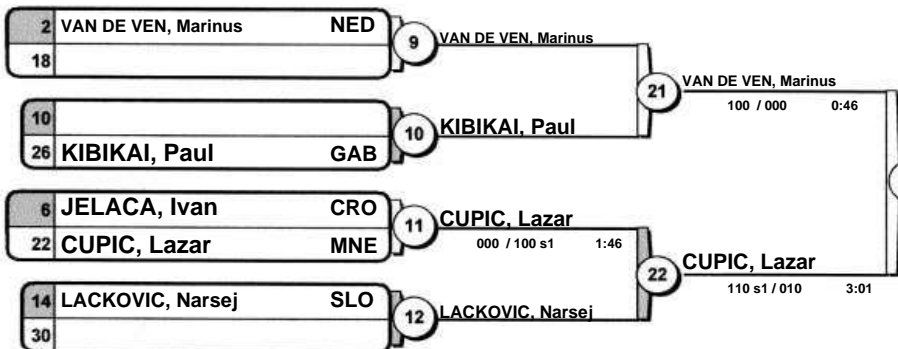 2 VAN DE VEN, Marinus NED
18
9 VAN DE VEN, Marinus
10
26 KIBIKAI, Paul GAB
10 KIBIKAI, Paul
21 VAN DE VEN, Marinus
100 / 000 0:46
6 JELACA, Ivan CRO
22 CUPIC, Lazar MNE
11 CUPIC, Lazar
000 / 100 s1 1:46
14 LACKOVIC, Narsej SLO
30
12 LACKOVIC, Narsej
22 CUPIC, Lazar
110 s1 / 010 3:01